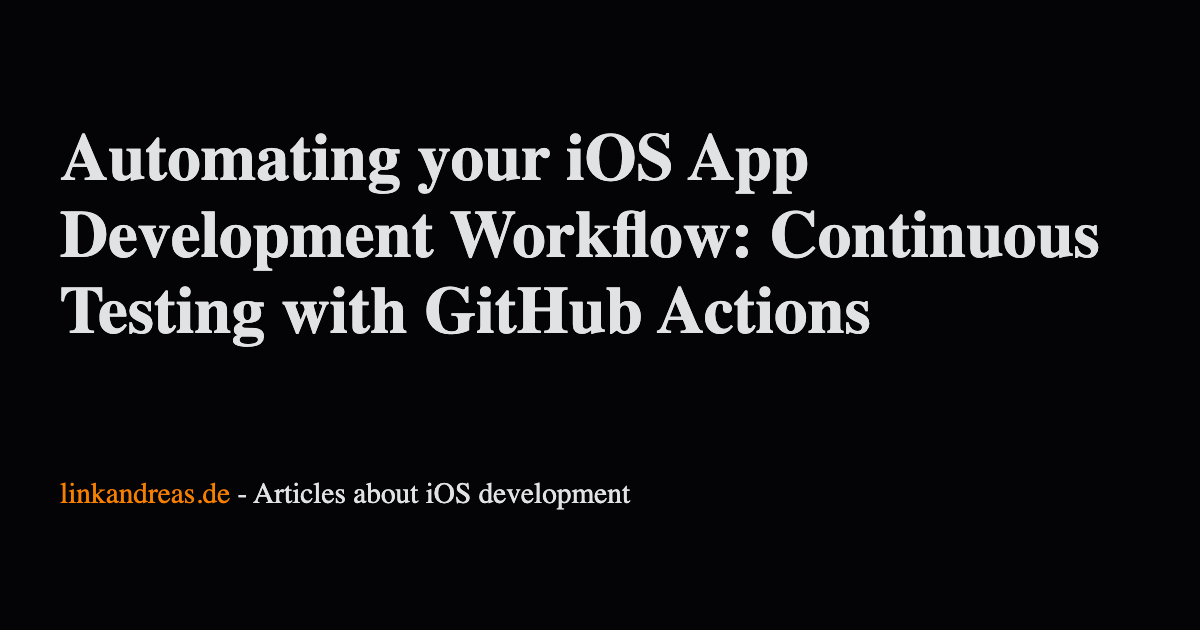 Automating your iOS App
Development Workflow: Continuous
Testing with GitHub Actions
linkandreas.de - Articles about iOS development